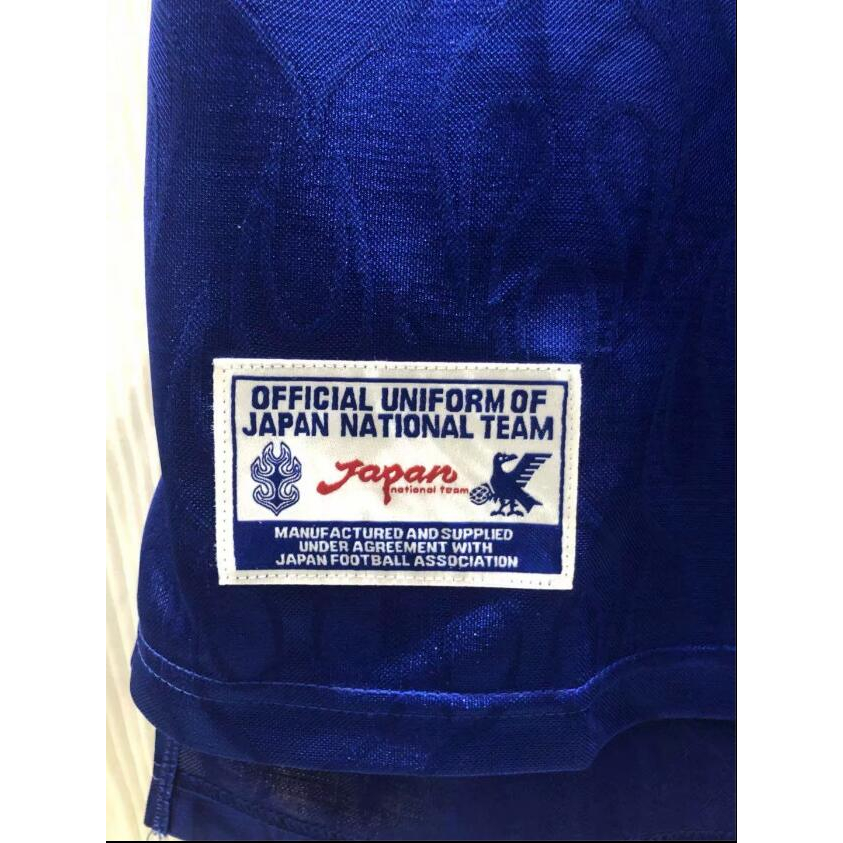 OFFICIAL UNIFORM OF
JAPAN NATIONAL TEAM
Japan
national team
MANUFACTURED AND SUPPLIED
UNDER AGREEMENT WITH
JAPAN FOOTBALL ASSOCIATION